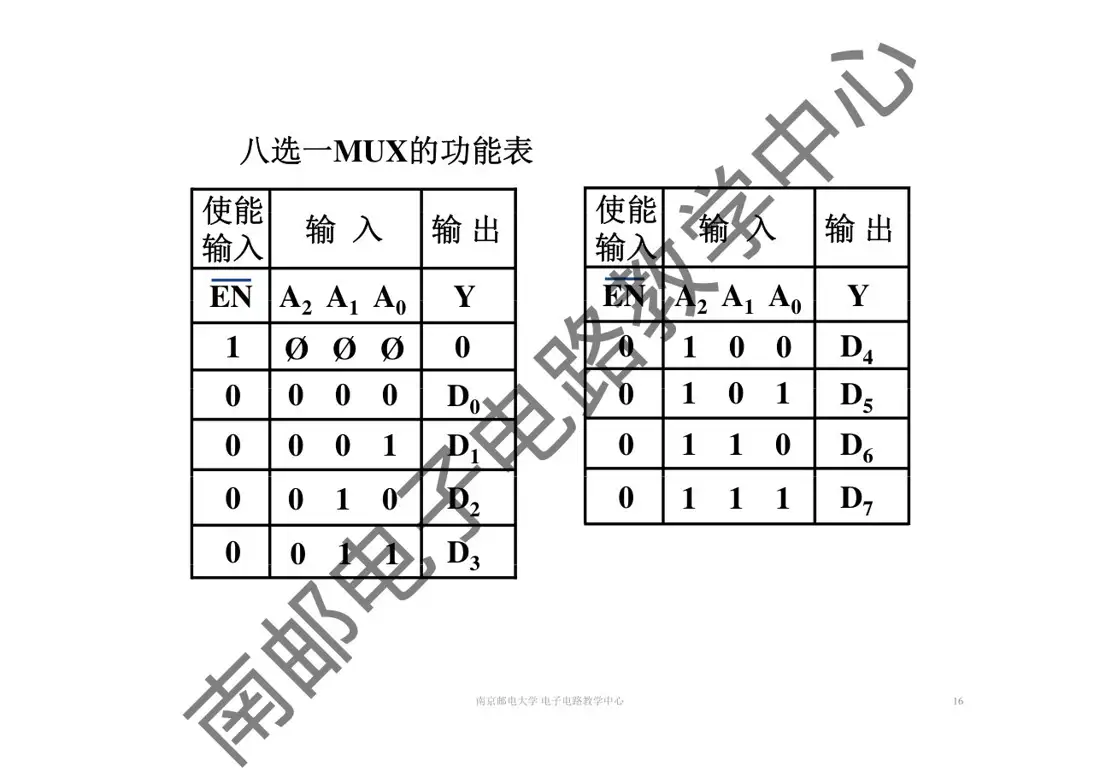 八选一MUX的功能表
使能输入 输 入 输 出
EN A2 A1 A0 Y
1 Ø Ø Ø 0
0 0 0 0 D0
0 0 0 1 D1
0 0 1 0 D2
0 0 1 1 D3
使能输入 输 入 输 出
EN A2 A1 A0 Y
0 1 0 0 D4
0 1 0 1 D5
0 1 1 0 D6
0 1 1 1 D7
南邮电子电路教学中心
南京邮电大学 电子电路教学中心
16